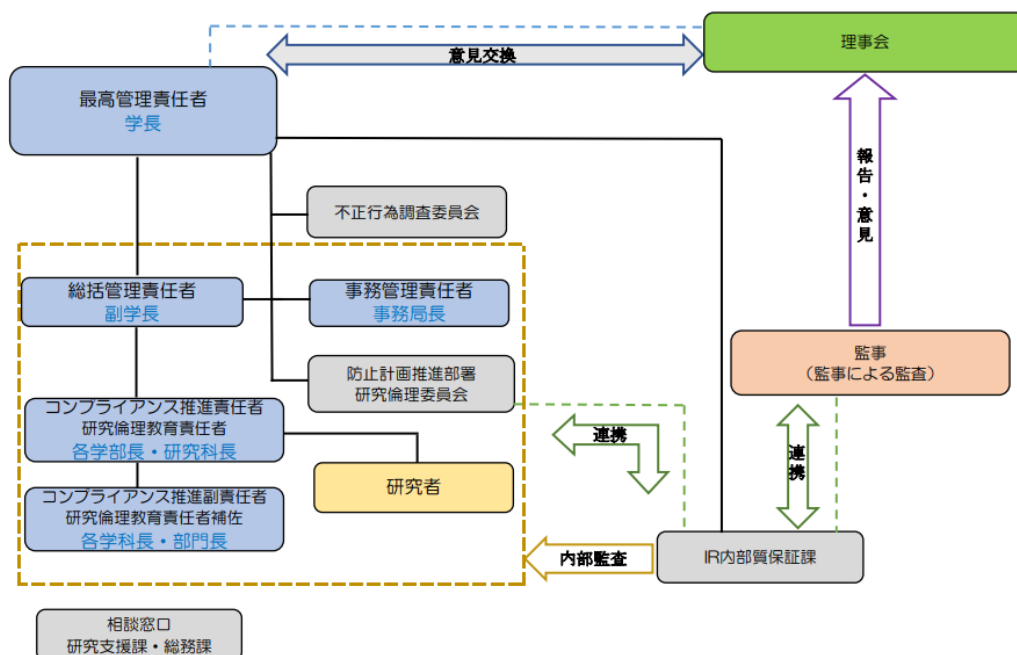 理事会
意見交換
最高管理責任者
学長
報告・意見
不正行為調査委員会
総括管理責任者
副学長
事務管理責任者
事務局長
監事
（監事による監査）
防止計画推進部署
研究倫理委員会
コンプライアンス推進責任者
研究倫理教育責任者
各学部長・研究科長
連携
連携
研究者
コンプライアンス推進副責任者
研究倫理教育責任者補佐
各学科長・部門長
内部監査
IR内部質保証課
相談窓口
研究支援課・総務課